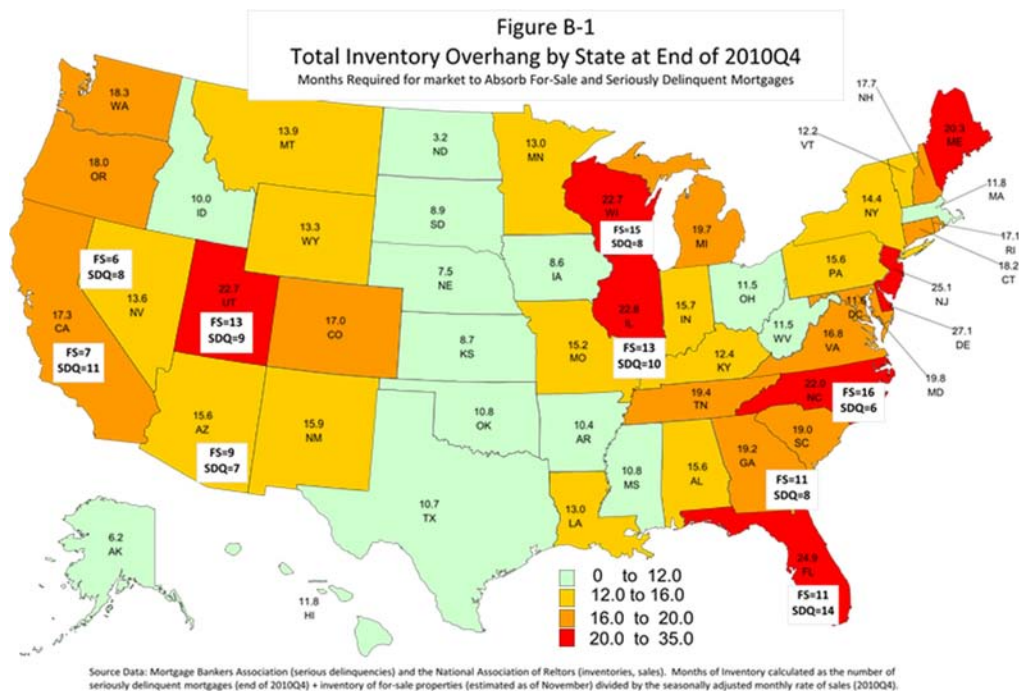 Figure B-1
Total Inventory Overhang by State at End of 2010Q4
Months Required for market to Absorb For-Sale and Seriously Delinquent Mortgages
18.3
WA
18.0
OR
17.3
CA
FS=7
SDQ=11
FS=6
SDQ=8
13.6
NV
10.0
ID
13.9
MT
13.3
WY
22.7
UT
FS=13
SDQ=9
17.0
CO
15.6
AZ
FS=9
SDQ=7
15.9
NM
3.2
ND
8.9
SD
7.5
NE
8.7
KS
10.8
OK
10.7
TX
13.0
MN
8.6
IA
15.2
MO
10.4
AR
13.0
LA
22.7
WI
FS=15
SDQ=8
22.8
IL
FS=13
SDQ=10
19.7
MI
15.7
IN
11.5
OH
12.4
KY
19.4
TN
10.8
MS
15.6
AL
19.2
GA
FS=11
SDQ=8
24.9
FL
FS=11
SDQ=14
19.0
SC
22.0
NC
FS=16
SDQ=6
16.8
VA
11.5
WV
11.6
DC
15.6
PA
14.4
NY
12.2
VT
17.7
NH
20.3
ME
11.8
MA
17.1
RI
18.2
CT
25.1
NJ
27.1
DE
19.8
MD
6.2
AK
11.8
HI
0 to 12.0
12.0 to 16.0
16.0 to 20.0
20.0 to 35.0
Source Data: Mortgage Bankers Association (serious delinquencies) and the National Association of Reltors (inventories, sales). Months of Inventory calculated as the number of
seriously delinquent mortgages (end of 2010Q4) + inventory of for-sale properties (estimated as of November) divided by the seasonally adjusted monthly rate of sales (2010Q4).